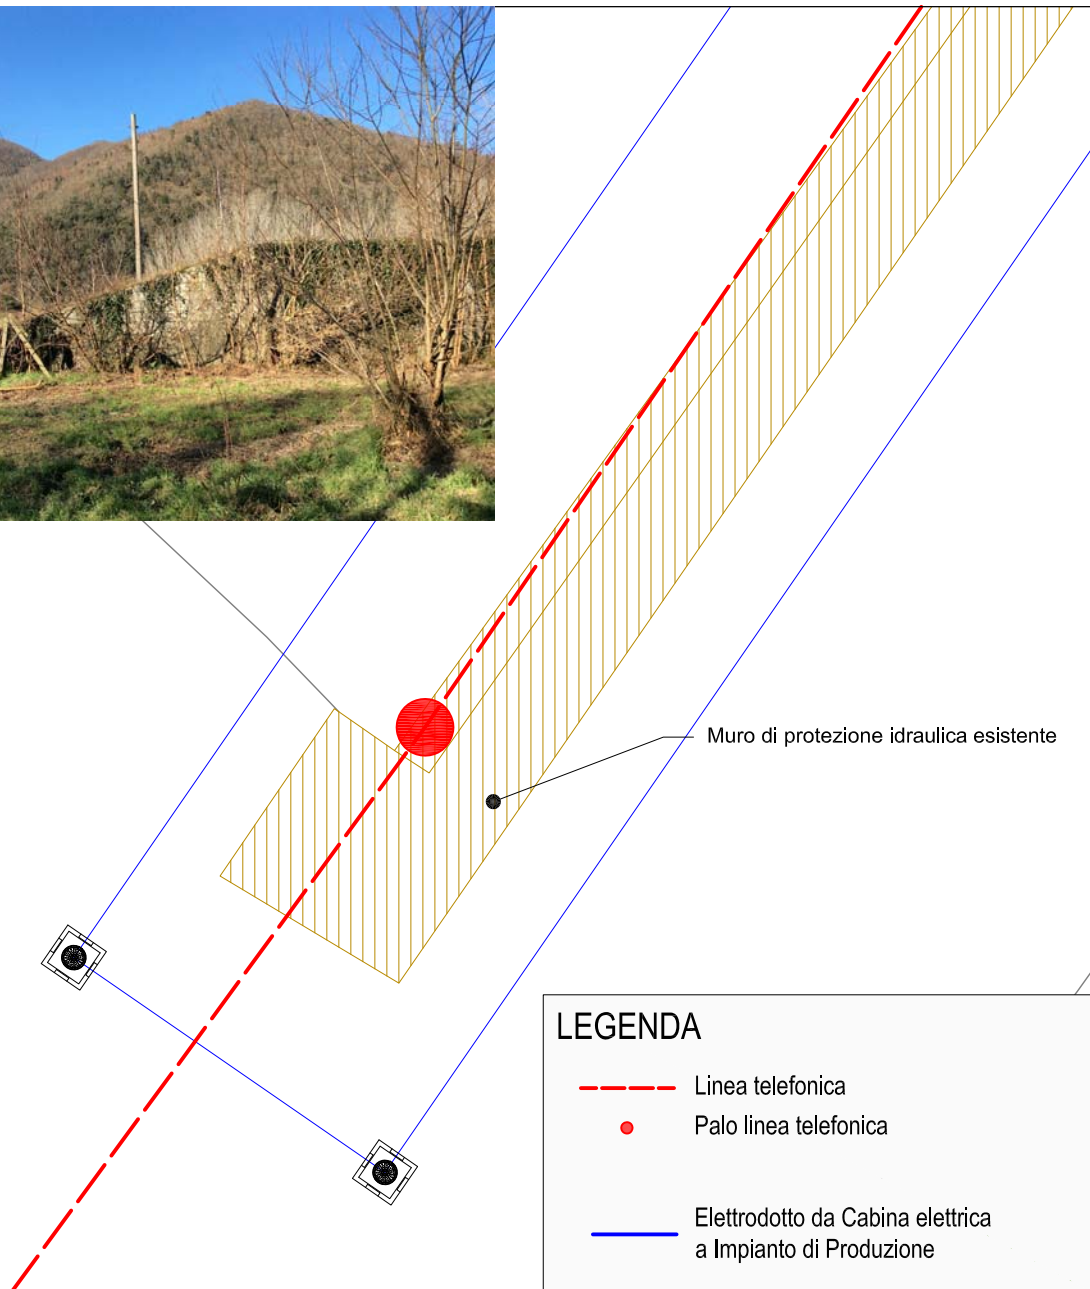 Muro di protezione idraulica esistente
LEGENDA
Linea telefonica
Palo linea telefonica
Elettrodotto da Cabina elettrica
a Impianto di Produzione